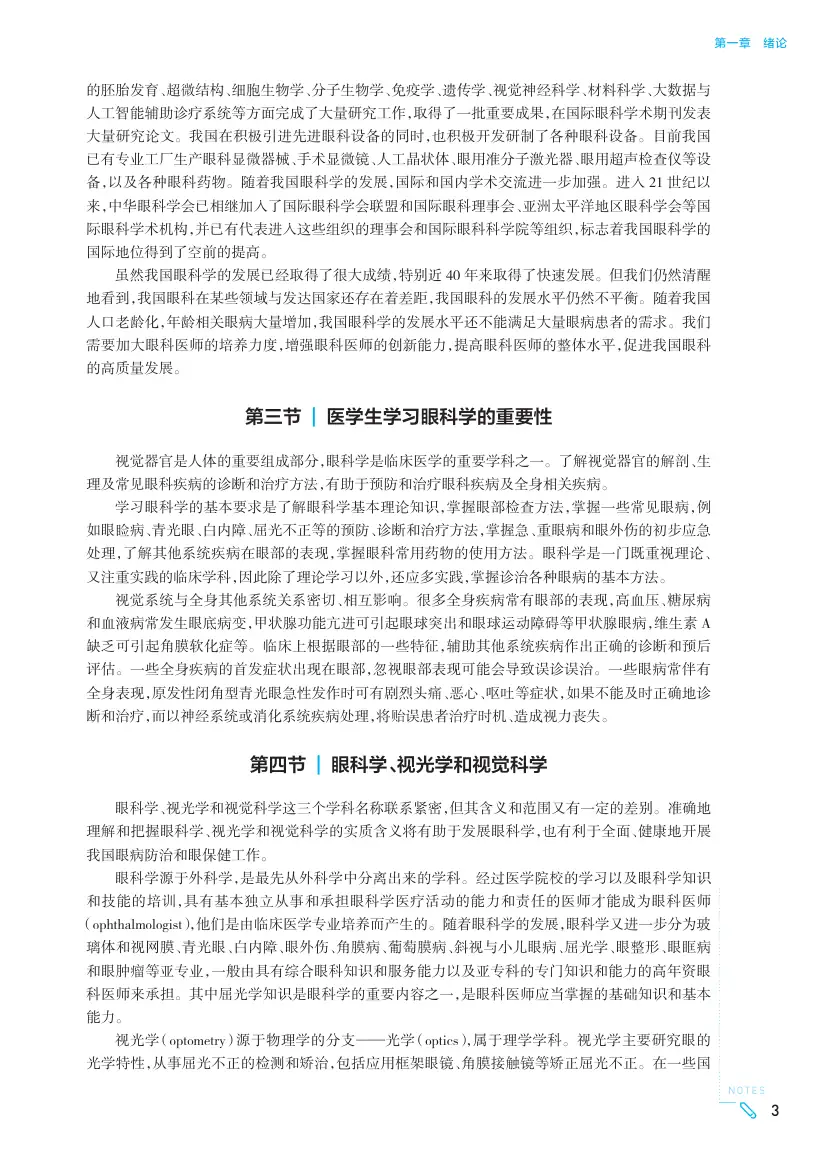 第一章 绪论
的胚胎发育、超微结构、细胞生物学、分子生物学、免疫学、遗传学、视觉神经科学、材料科学、大数据与
人工智能辅助诊疗系统等方面完成了大量研究工作,取得了一批重要成果,在国际眼科学术期刊发表
大量研究论文。我国在积极引进先进眼科设备的同时,也积极开发研制了各种眼科设备。目前我国
已有专业工厂生产眼科显微器械、手术显微镜、人工晶状体、眼用准分子激光器、眼用超声检查仪等设
备,以及各种眼科药物。随着我国眼科学的发展,国际和国内学术交流进一步加强。进入 21 世纪以
来,中华眼科学会已相继加入了国际眼科学会联盟和国际眼科理事会、亚洲太平洋地区眼科学会等国
际眼科学术机构,并已有代表进入这些组织的理事会和国际眼科科学院等组织,标志着我国眼科学的
国际地位得到了空前的提高。
虽然我国眼科学的发展已经取得了很大成绩,特别近 40 年来取得了快速发展。但我们仍然清醒
地看到,我国眼科在某些领域与发达国家还存在着差距,我国眼科的发展水平仍然不平衡。随着我国
人口老龄化,年龄相关眼病大量增加,我国眼科学的发展水平还不能满足大量眼病患者的需求。我们
需要加大眼科医师的培养力度,增强眼科医师的创新能力,提高眼科医师的整体水平,促进我国眼科
的高质量发展。
第三节 | 医学生学习眼科学的重要性
视觉器官是人体的重要组成部分,眼科学是临床医学的重要学科之一。了解视觉器官的解剖、生
理及常见眼科疾病的诊断和治疗方法,有助于预防和治疗眼科疾病及全身相关疾病。
学习眼科学的基本要求是了解眼科学基本理论知识,掌握眼部检查方法,掌握一些常见眼病,例
如眼睑病、青光眼、白内障、屈光不正等的预防、诊断和治疗方法,掌握急、重眼病和眼外伤的初步应急
处理,了解其他系统疾病在眼部的表现,掌握眼科常用药物的使用方法。眼科学是一门既重视理论、
又注重实践的临床学科,因此除了理论学习以外,还应多实践,掌握诊治各种眼病的基本方法。
视觉系统与全身其他系统关系密切、相互影响。很多全身疾病常有眼部的表现,高血压、糖尿病
和血液病常发生眼底病变,甲状腺功能亢进可引起眼球突出和眼球运动障碍等甲状腺眼病,维生素 A
缺乏可引起角膜软化症等。临床上根据眼部的一些特征,辅助其他系统疾病作出正确的诊断和预后
评估。一些全身疾病的首发症状出现在眼部,忽视眼部表现可能会导致误诊误治。一些眼病常伴有
全身表现,原发性闭角型青光眼急性发作时可有剧烈头痛、恶心、呕吐等症状,如果不能及时正确地诊
断和治疗,而以神经系统或消化系统疾病处理,将贻误患者治疗时机、造成视力丧失。
第四节 | 眼科学、视光学和视觉科学
眼科学、视光学和视觉科学这三个学科名称联系紧密,但其含义和范围又有一定的差别。准确地
理解和把握眼科学、视光学和视觉科学的实质含义将有助于发展眼科学,也有利于全面、健康地开展
我国眼病防治和眼保健工作。
眼科学源于外科学,是最先从外科学中分离出来的学科。经过医学院校的学习以及眼科学知识
和技能的培训,具有基本独立从事和承担眼科学医疗活动的能力和责任的医师才能成为眼科医师
(ophthalmologist),他们是由临床医学专业培养而产生的。随着眼科学的发展,眼科学又进一步分为玻
璃体和视网膜、青光眼、白内障、眼外伤、角膜病、葡萄膜病、斜视与小儿眼病、屈光学、眼整形、眼眶病
和眼肿瘤等亚专业,一般由具有综合眼科知识和服务能力以及亚专科的专门知识和能力的高年资眼
科医师来承担。其中屈光学知识是眼科学的重要内容之一,是眼科医师应当掌握的基础知识和基本
能力。
视光学(optometry)源于物理学的分支——光学(optics),属于理学学科。视光学主要研究眼的
光学特性,从事屈光不正的检测和矫治,包括应用框架眼镜、角膜接触镜等矫正屈光不正。在一些国
NOTES
3